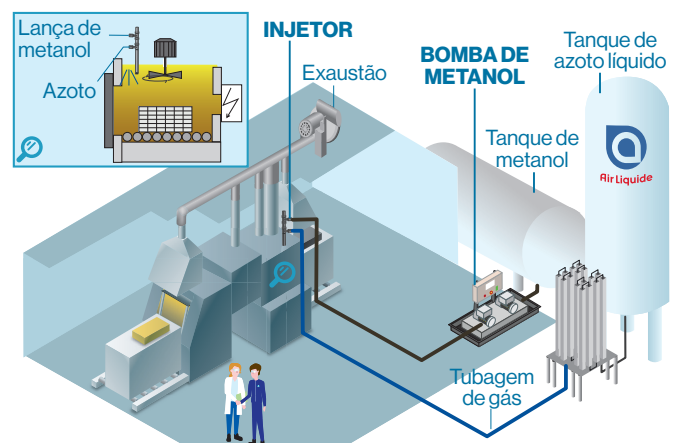 Lança de
metanol
Azoto
INJETOR
Exaustão
BOMBA DE
METANOL
Tanque de
azoto líquido
Tanque de
metanol
Air Liquide
Tubagem
de gás